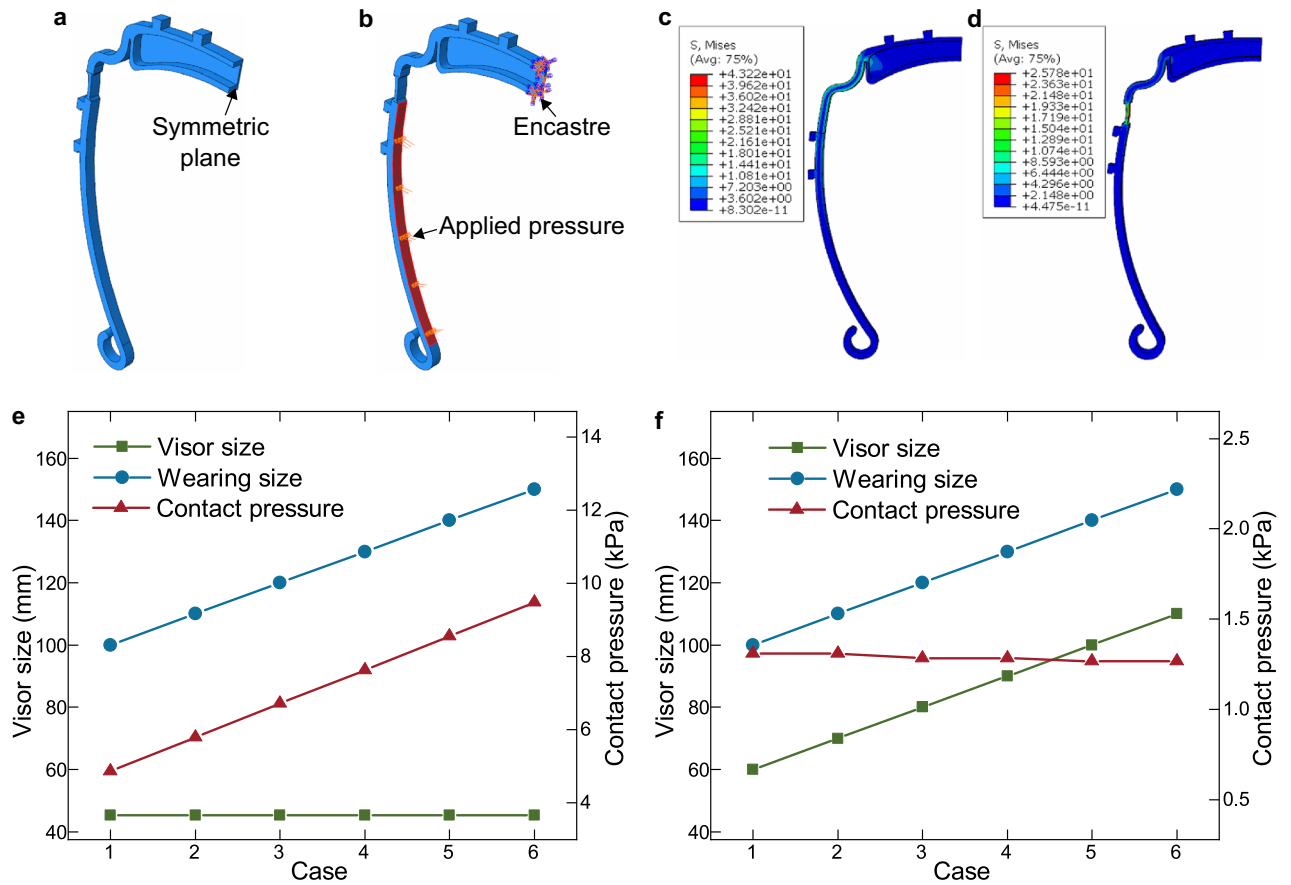 a
Symmetric
plane
b
Encastre
Applied pressure
c
S, Mises
(Avg: 75%)
+4.322e+01
+3.962e+01
+3.602e+01
+3.242e+01
+2.881e+01
+2.521e+01
+2.161e+01
+1.801e+01
+1.441e+01
+1.081e+01
+7.203e+00
+3.602e+00
+8.302e-11
d
S, Mises
(Avg: 75%)
+2.578e+01
+2.363e+01
+2.148e+01
+1.933e+01
+1.719e+01
+1.504e+01
+1.289e+01
+1.074e+01
+8.593e+00
+6.444e+00
+4.296e+00
+2.148e+00
+4.475e-11
e
Visor size
Wearing size
Contact pressure
160
140
120
100
80
60
40
Visor size (mm)
14
12
10
8
6
4
Contact pressure (kPa)
1 2 3 4 5 6
Case
f
Visor size
Wearing size
Contact pressure
160
140
120
100
80
60
40
Visor size (mm)
2.5
2.0
1.5
1.0
0.5
Contact pressure (kPa)
1 2 3 4 5 6
Case